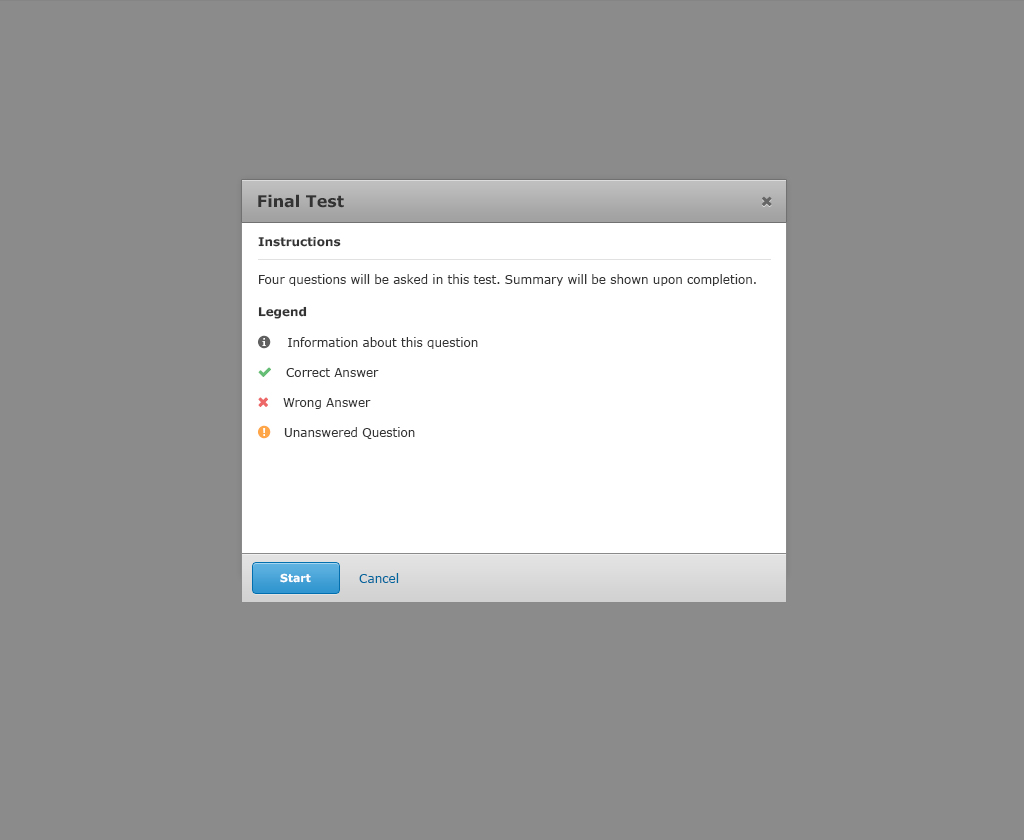 Final Test
Instructions
Four questions will be asked in this test. Summary will be shown upon completion.
Legend
Information about this question
Correct Answer
Wrong Answer
Unanswered Question
Start Cancel